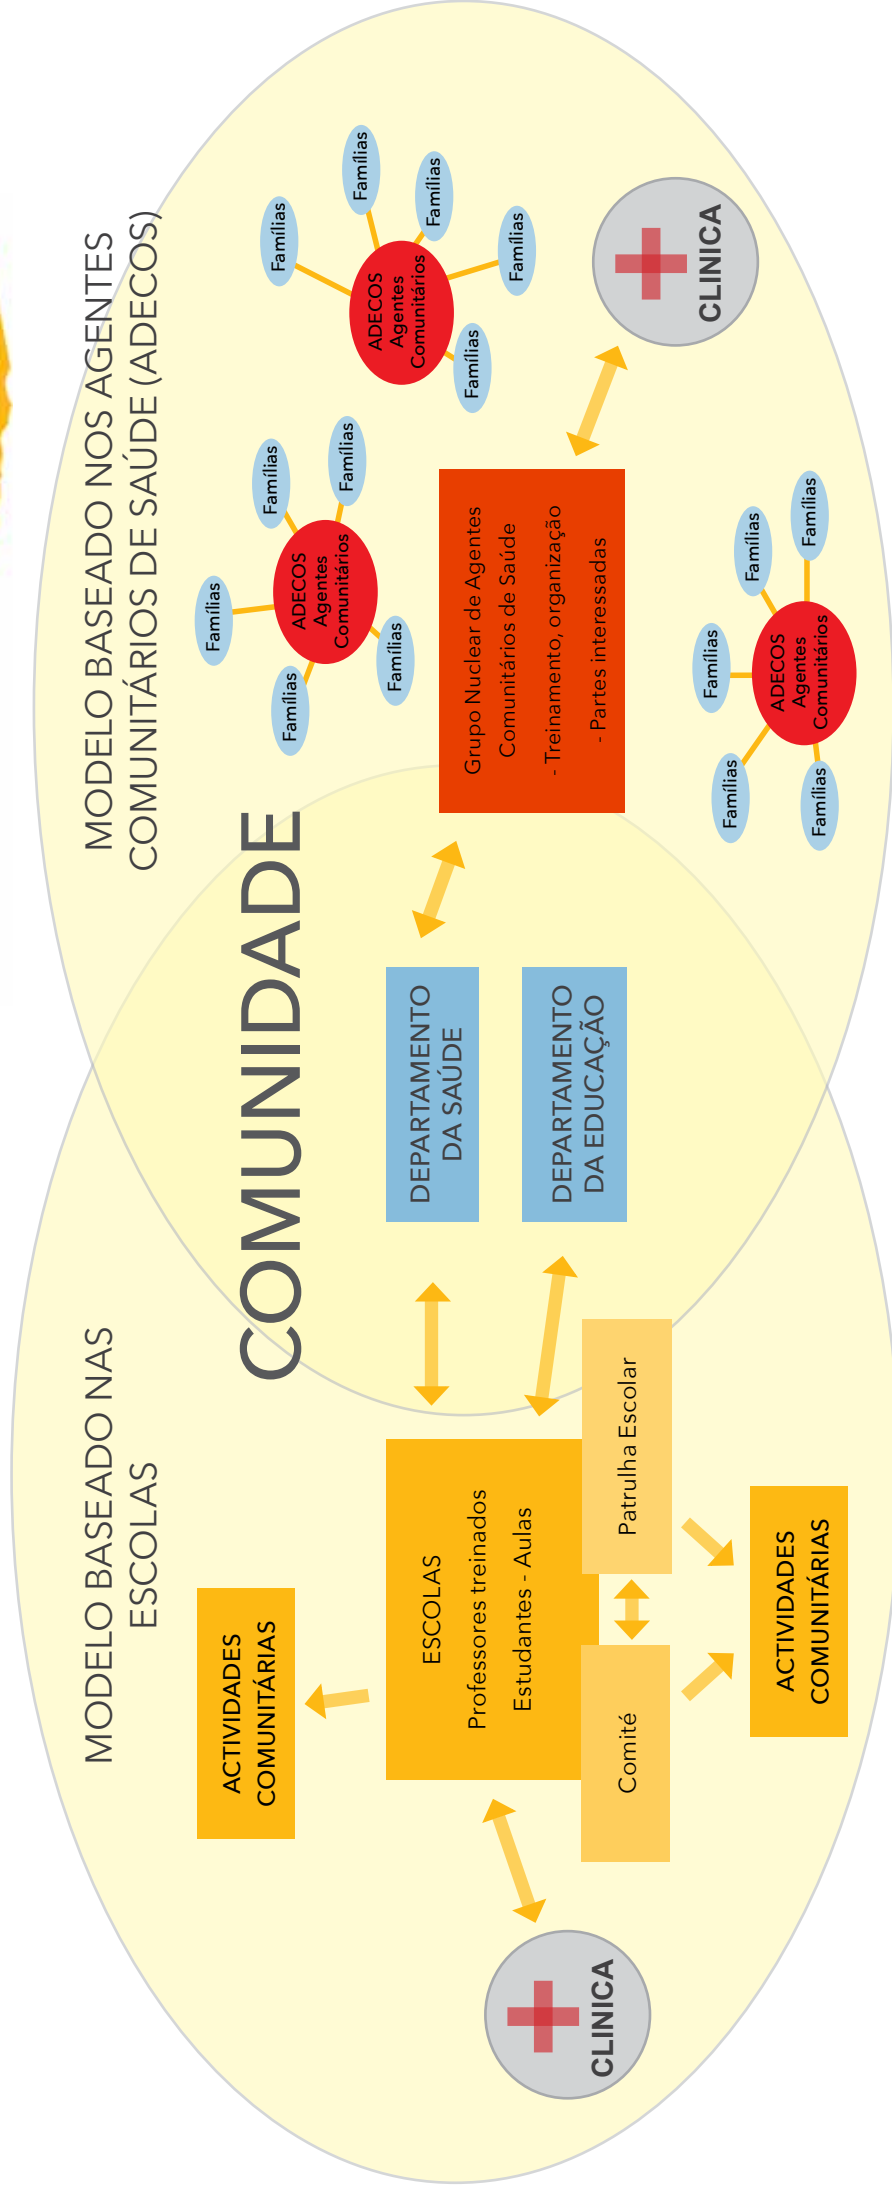 MODELO BASEADO NAS
ESCOLAS
MODELO BASEADO NOS AGENTES
COMUNITÁRIOS DE SAÚDE (ADECOS)
COMUNIDADE
ACTIVIDADES
COMUNITÁRIAS
ESCOLAS
Professores treinados
Estudantes - Aulas
Comité
Patrulha Escolar
ACTIVIDADES
COMUNITÁRIAS
CLINICA
DEPARTAMENTO
DA SAÚDE
DEPARTAMENTO
DA EDUCAÇÃO
Grupo Nuclear de Agentes
Comunitários de Saúde
- Treinamento, organização
- Partes interessadas
Famílias
Famílias
Famílias
Famílias
Famílias
ADECOS
Agentes
Comunitários
Famílias
Famílias
Famílias
Famílias
Famílias
ADECOS
Agentes
Comunitários
CLINICA
Famílias
Famílias
Famílias
Famílias
Famílias
ADECOS
Agentes
Comunitários